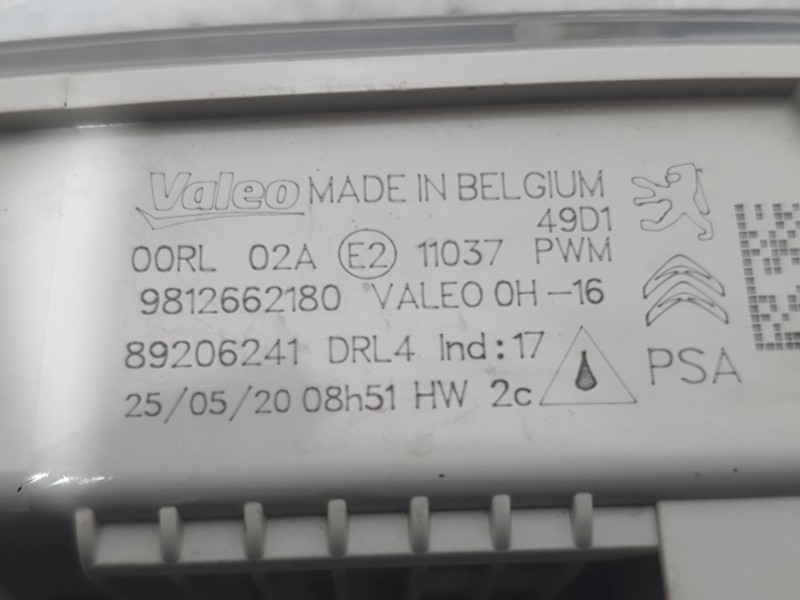 Valeo MADE IN BELGIUM
49D1
00RL 02A E2 11037 PWM
9812662180 VALEO 0H-16
89206241 DRL4 Ind:17
PSA
25/05/20 08h51 HW 2c